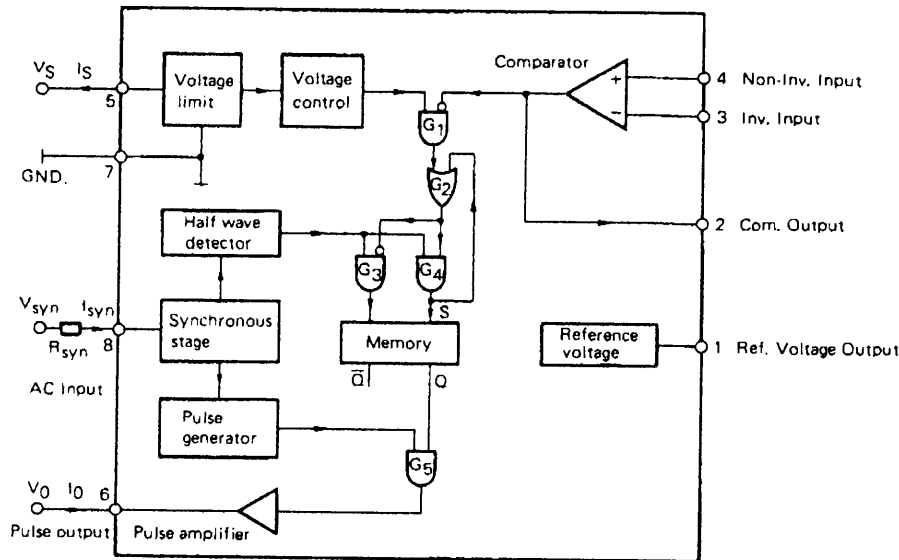 VS
IS
5
Voltage
limit
Voltage
control
Comparator
+
−
4 Non-Inv. Input
3 Inv. Input
G1
7
GND.
G2
2 Com. Output
Half wave
detector
G3
G4
Vsyn
Isyn
Rsyn
8
AC Input
Synchronous
stage
S
Memory
Q̅
Q
Reference
voltage
1 Ref. Voltage Output
Pulse
generator
G5
VO
IO
6
Pulse output
Pulse amplifier